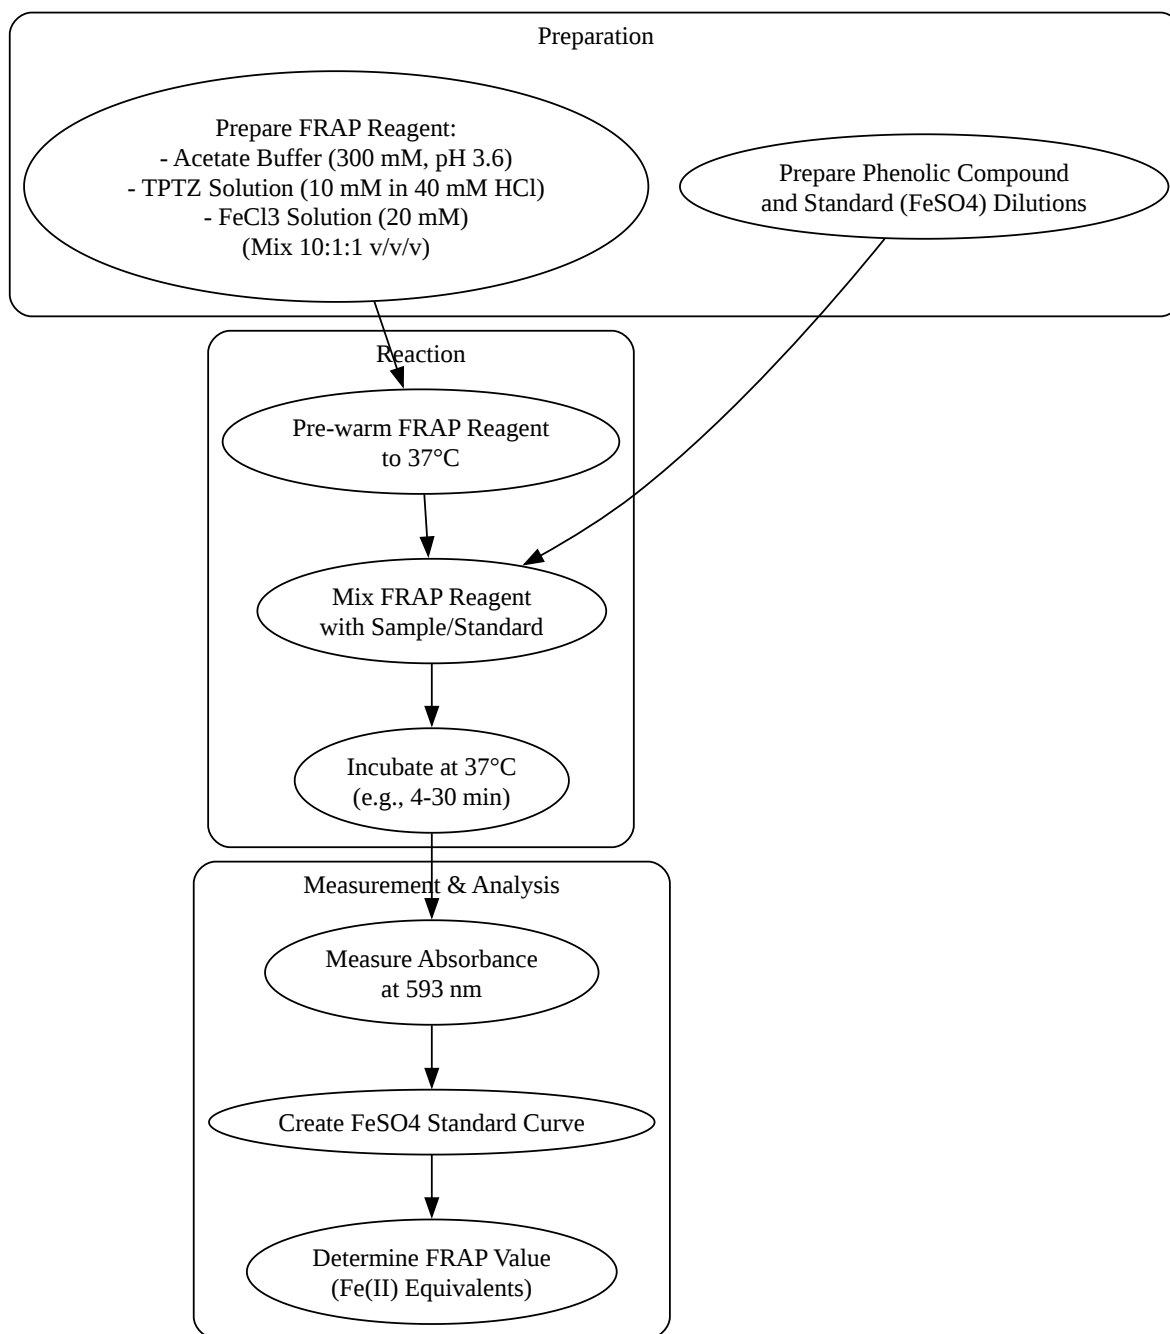 Preparation
Prepare FRAP Reagent:
- Acetate Buffer (300 mM, pH 3.6)
- TPTZ Solution (10 mM in 40 mM HCl)
- FeCl3 Solution (20 mM)
(Mix 10:1:1 v/v/v)
Prepare Phenolic Compound
and Standard (FeSO4) Dilutions
Reaction
Pre-warm FRAP Reagent
to 37°C
Mix FRAP Reagent
with Sample/Standard
Incubate at 37°C
(e.g., 4-30 min)
Measurement & Analysis
Measure Absorbance
at 593 nm
Create FeSO4 Standard Curve
Determine FRAP Value
(Fe(II) Equivalents)